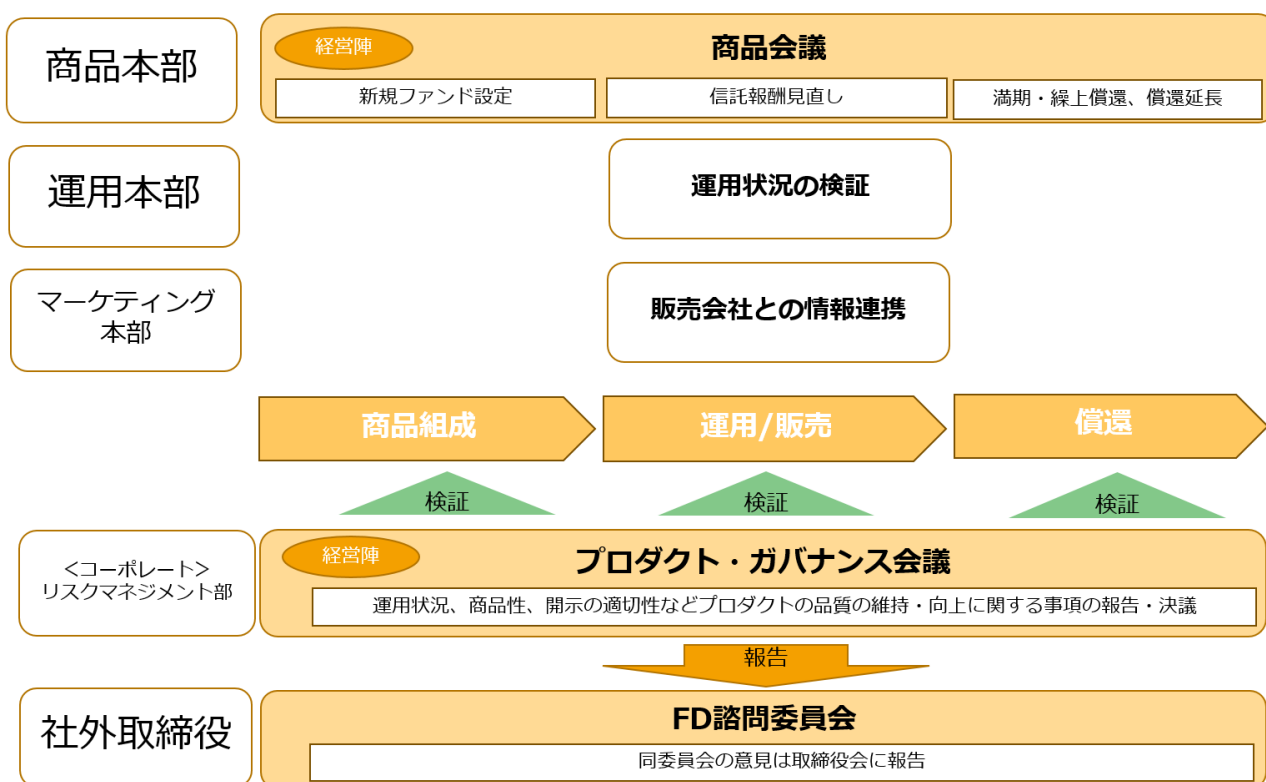 商品本部
経営陣
商品会議
新規ファンド設定
信託報酬見直し
満期・繰上償還、償還延長
運用本部
運用状況の検証
マーケティング
本部
販売会社との情報連携
商品組成
運用/販売
償還
検証
検証
検証
<コーポレート>
リスクマネジメント部
経営陣
プロダクト・ガバナンス会議
運用状況、商品性、開示の適切性などプロダクトの品質の維持・向上に関する事項の報告・決議
報告
社外取締役
FD諮問委員会
同委員会の意見は取締役会に報告